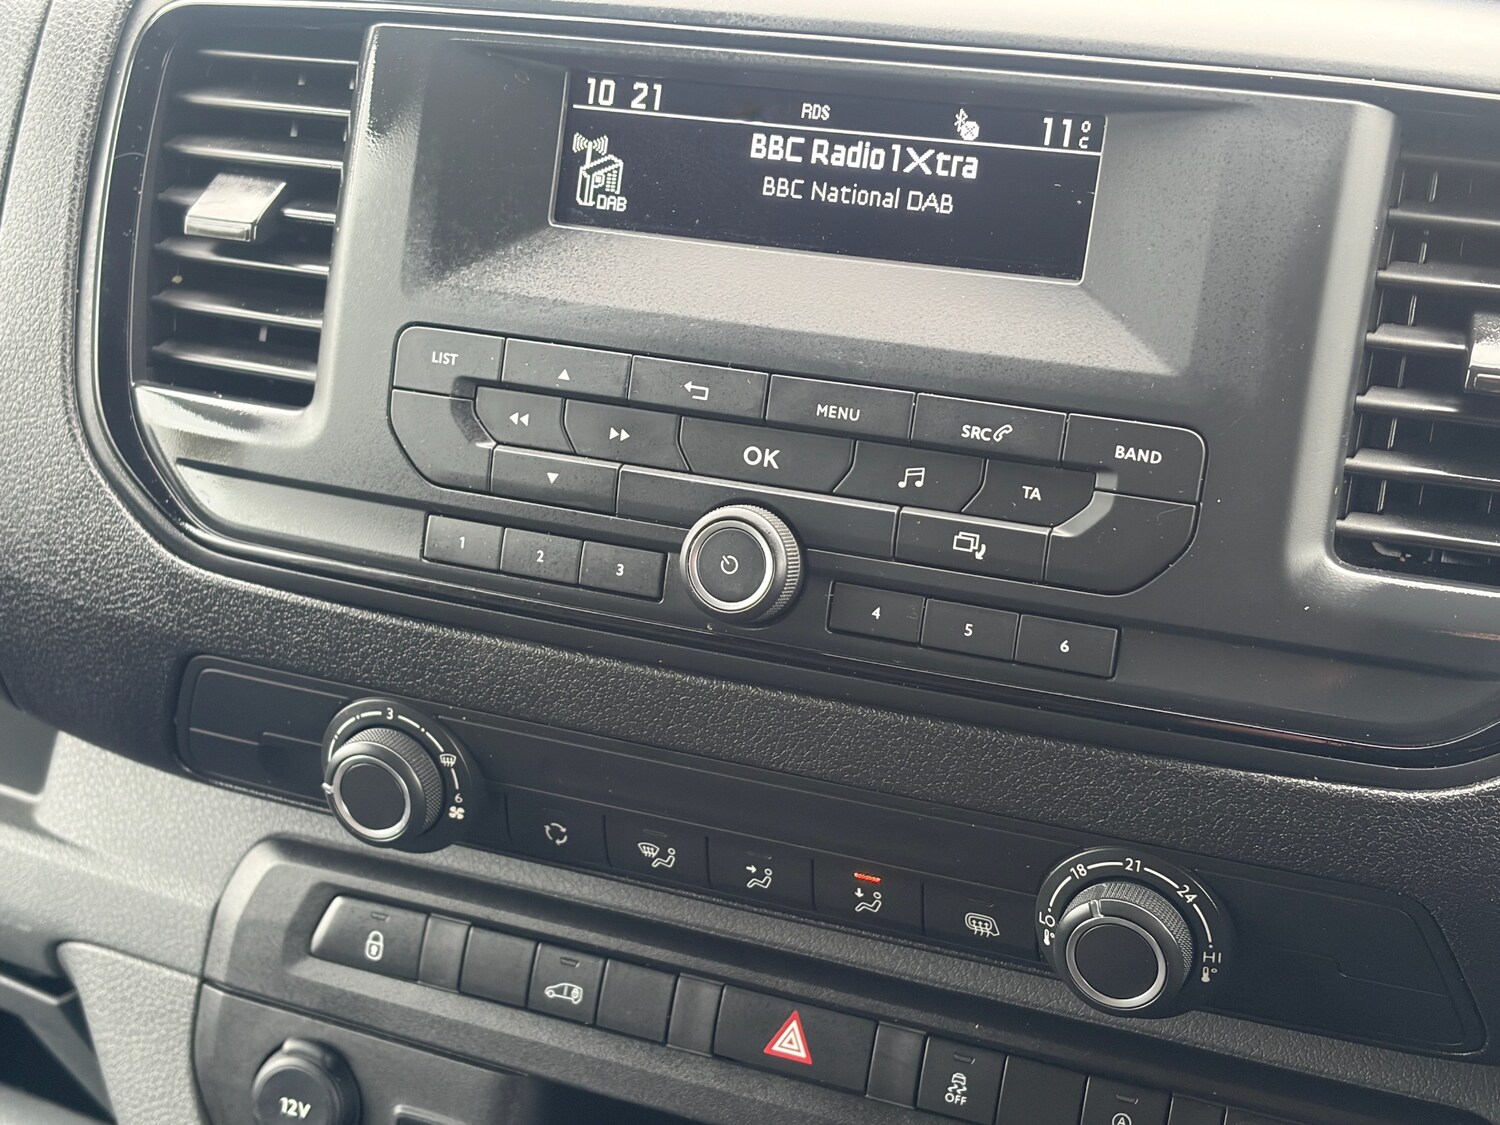 10 21
RDS
11°C
BBC Radio 1Xtra
BBC National DAB
DAB
LIST
MENU
SRC
BAND
OK
TA
1
2
3
4
5
6
3
6
LO
18
21
24
HI
OFF
A
12V